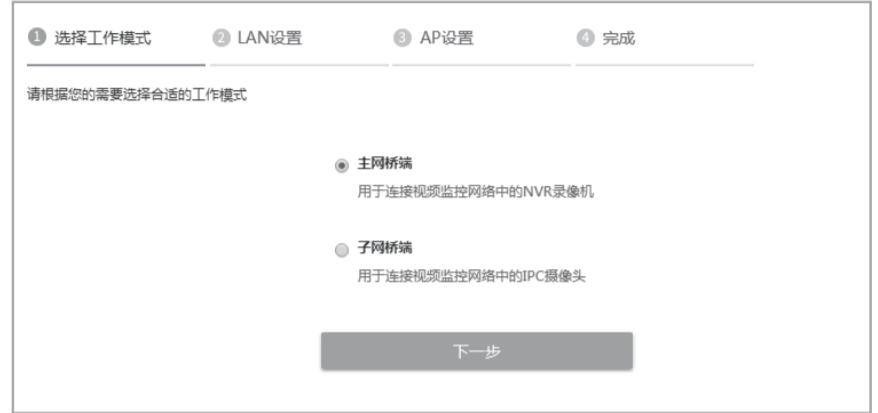 1 选择工作模式 2 LAN设置 3 AP设置 4 完成
请根据您的需要选择合适的工作模式
主网桥端
用于连接视频监控网络中的NVR录像机
子网桥端
用于连接视频监控网络中的IPC摄像头
下一步